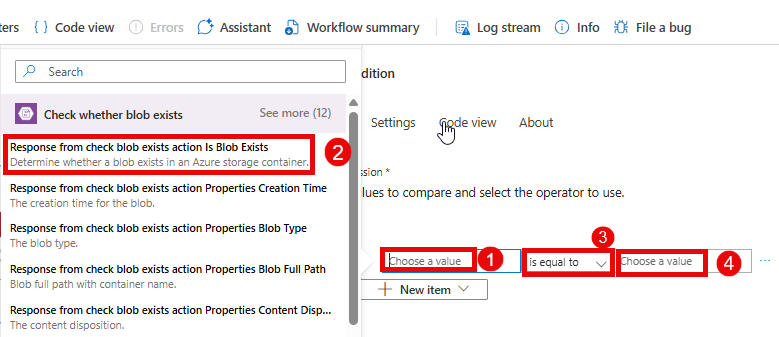 ters {} Code view Errors Assistant Workflow summary Log stream Info File a bug
Search
Check whether blob exists See more (12)
Response from check blob exists action Is Blob Exists
Determine whether a blob exists in an Azure storage container.
2
Response from check blob exists action Properties Creation Time
The creation time for the blob.
Response from check blob exists action Properties Blob Type
The blob type.
Response from check blob exists action Properties Blob Full Path
Blob full path with container name.
Response from check blob exists action Properties Content Disp...
The content disposition.
dition
Settings Code view About
ssion *
alues to compare and select the operator to use.
3
Choose a value 1 is equal to Choose a value 4 ...
+ New item